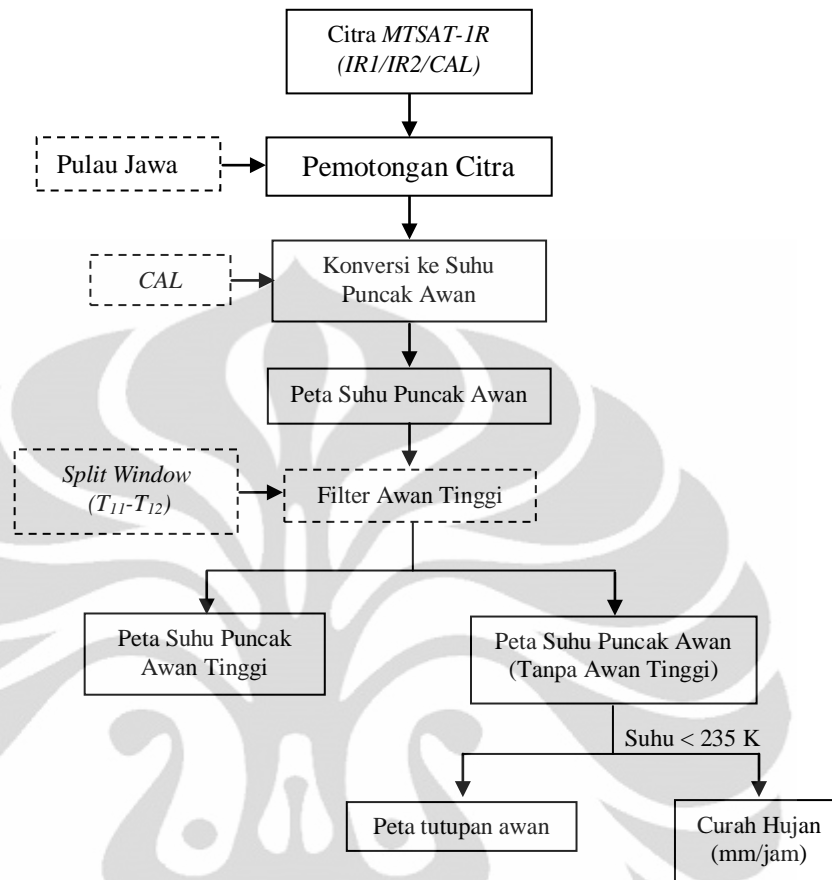 Citra MTSAT-1R
(IR1/IR2/CAL)
Pulau Jawa
Pemotongan Citra
CAL
Konversi ke Suhu
Puncak Awan
Peta Suhu Puncak Awan
Split Window
(T11-T12)
Filter Awan Tinggi
Peta Suhu Puncak
Awan Tinggi
Peta Suhu Puncak Awan
(Tanpa Awan Tinggi)
Suhu < 235 K
Peta tutupan awan
Curah Hujan
(mm/jam)